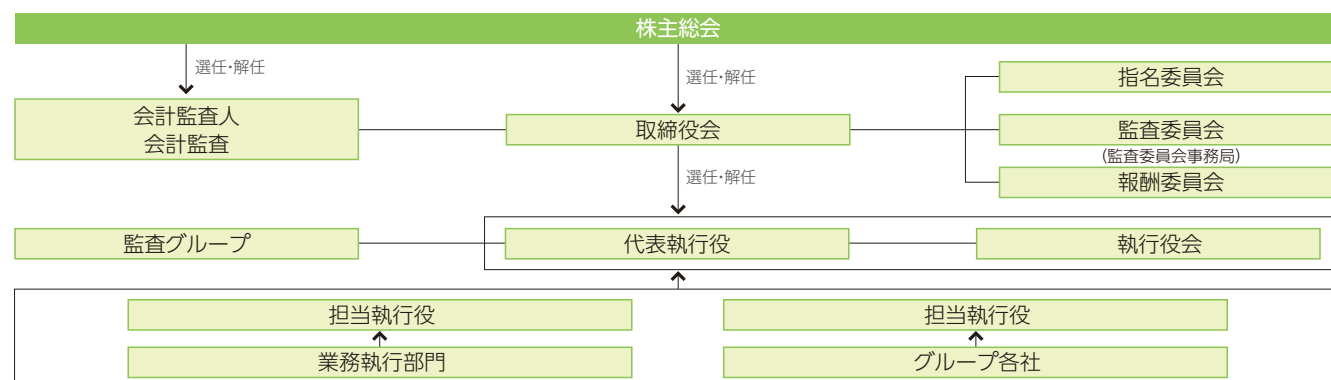 株主総会
選任・解任
選任・解任
指名委員会
会計監査人
会計監査
取締役会
監査委員会
(監査委員会事務局)
報酬委員会
選任・解任
監査グループ
代表執行役
執行役会
担当執行役
担当執行役
業務執行部門
グループ各社